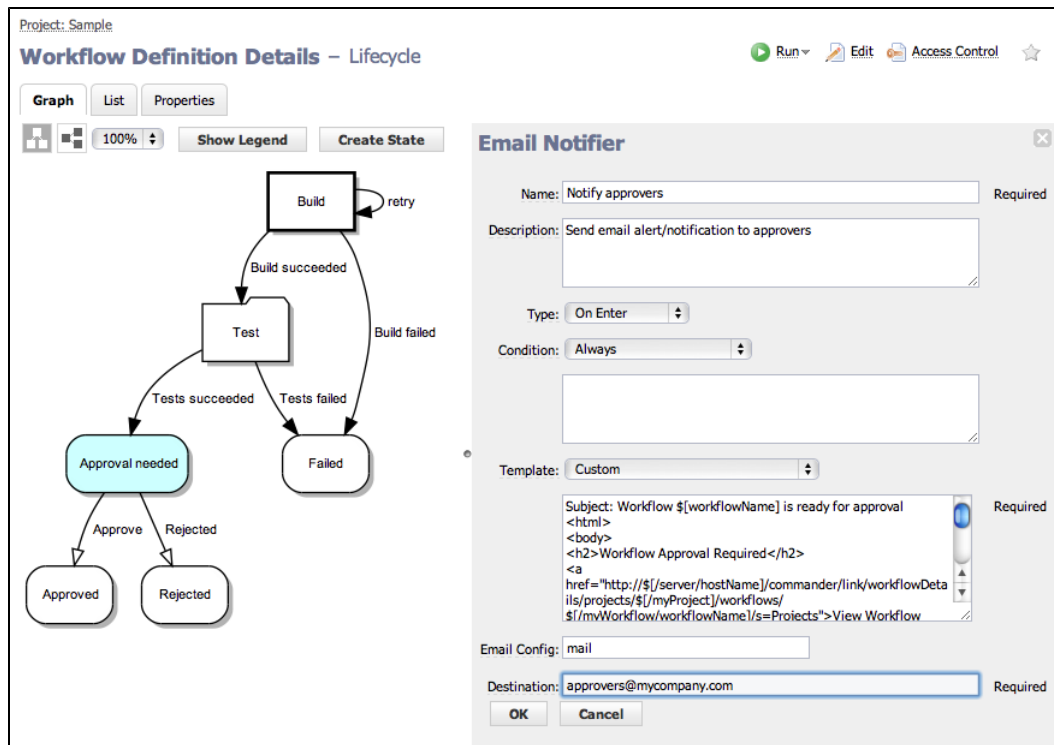 Project: Sample
Workflow Definition Details – Lifecycle
Run
Edit
Access Control
Graph
List
Properties
100%
Show Legend
Create State
Build
retry
Build succeeded
Test
Build failed
Tests succeeded
Tests failed
Approval needed
Failed
Approve
Rejected
Approved
Rejected
Email Notifier
Name:
Notify approvers
Required
Description:
Send email alert/notification to approvers
Type:
On Enter
Condition:
Always
Template:
Custom
Subject: Workflow $[workflowName] is ready for approval
Required
<html>
<body>
<h2>Workflow Approval Required</h2>
<a
href="http://$[/server/hostName]/commander/link/workflowDeta
ils/projects/$[/myProject]/workflows/
$[/myWorkflow/workflowName]/s=Projects">View Workflow
Email Config:
mail
Destination:
approvers@mycompany.com
Required
OK
Cancel